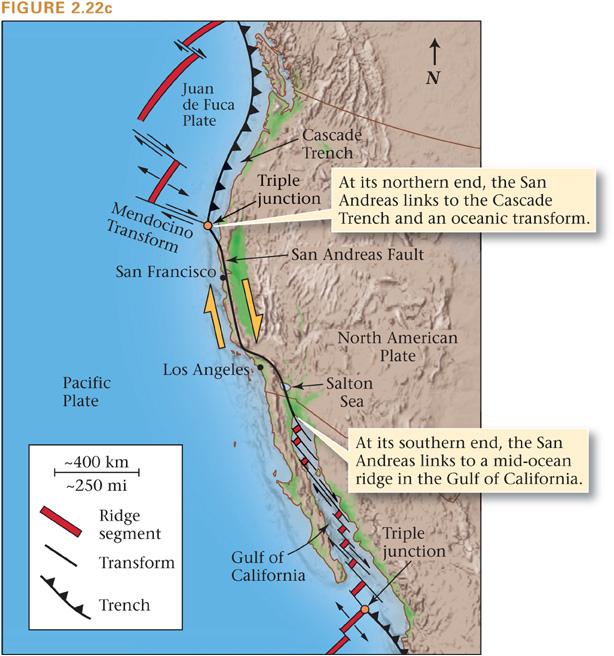 FIGURE 2.22c
N
Juan
de Fuca
Plate
Cascade
Trench
Triple
junction
At its northern end, the San
Andreas links to the Cascade
Trench and an oceanic transform.
Mendocino
Transform
San Andreas Fault
San Francisco
North American
Plate
Los Angeles
Pacific
Plate
Salton
Sea
At its southern end, the San
Andreas links to a mid-ocean
ridge in the Gulf of California.
~400 km
~250 mi
Ridge
segment
Transform
Trench
Gulf of
California
Triple
junction